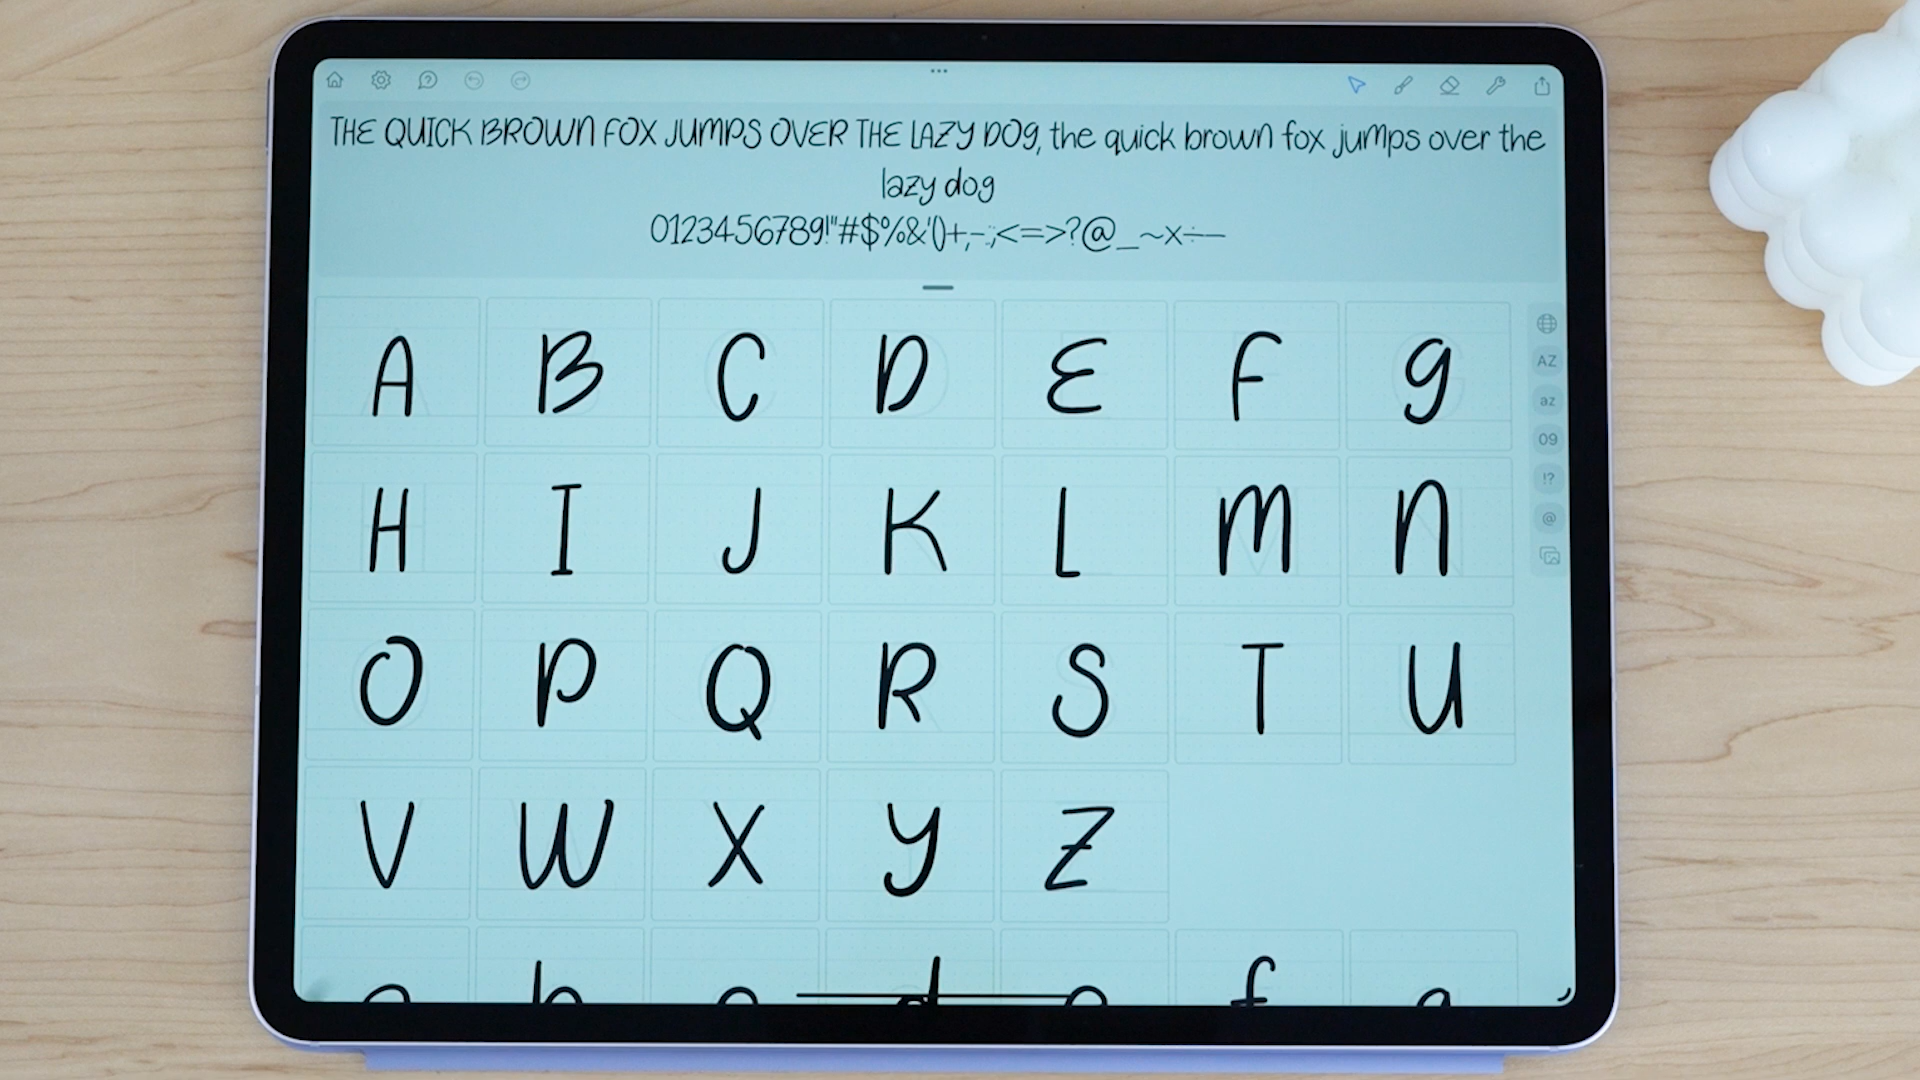 THE QUICK BROWN FOX JUMPS OVER THE LAZY DOG, the quick brown fox jumps over the
lazy dog
0123456789!"#$%&'()+,-.:;<=>?@_~×÷—
A B C D E F G
H I J K L M N
O P Q R S T U
V W X Y Z
a b c d e f g
AZ
az
09
!?
@